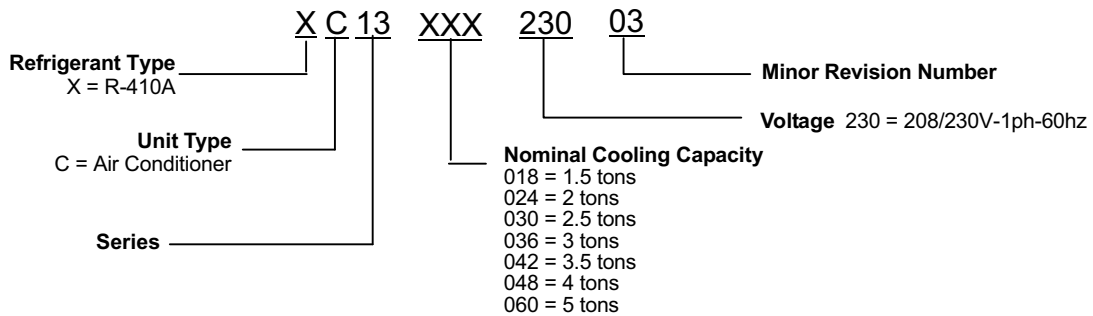 X C 13 XXX 230 03
Refrigerant Type
X = R-410A
Minor Revision Number
Voltage 230 = 208/230V-1ph-60hz
Unit Type
C = Air Conditioner
Nominal Cooling Capacity
018 = 1.5 tons
024 = 2 tons
030 = 2.5 tons
036 = 3 tons
042 = 3.5 tons
048 = 4 tons
060 = 5 tons
Series